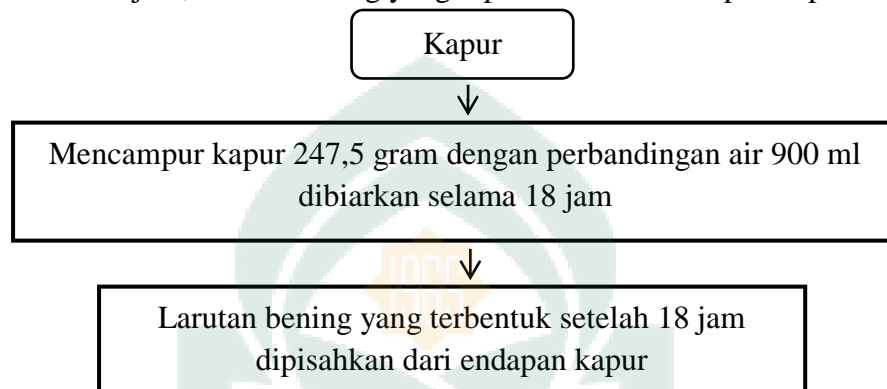 Kapur
Mencampur kapur 247,5 gram dengan perbandingan air 900 ml
dibiarkan selama 18 jam
Larutan bening yang terbentuk setelah 18 jam
dipisahkan dari endapan kapur